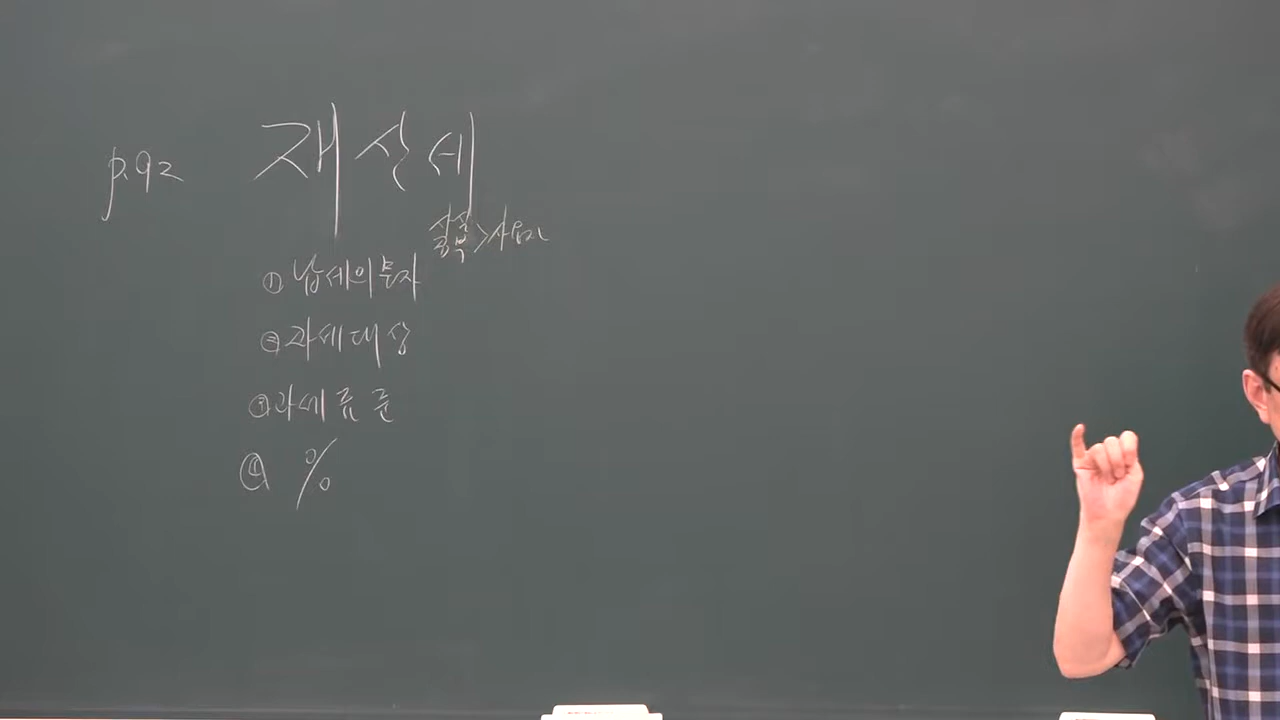 p.92
재산세
① 납세의무자
② 과세대상
③ 과세표준
④ %